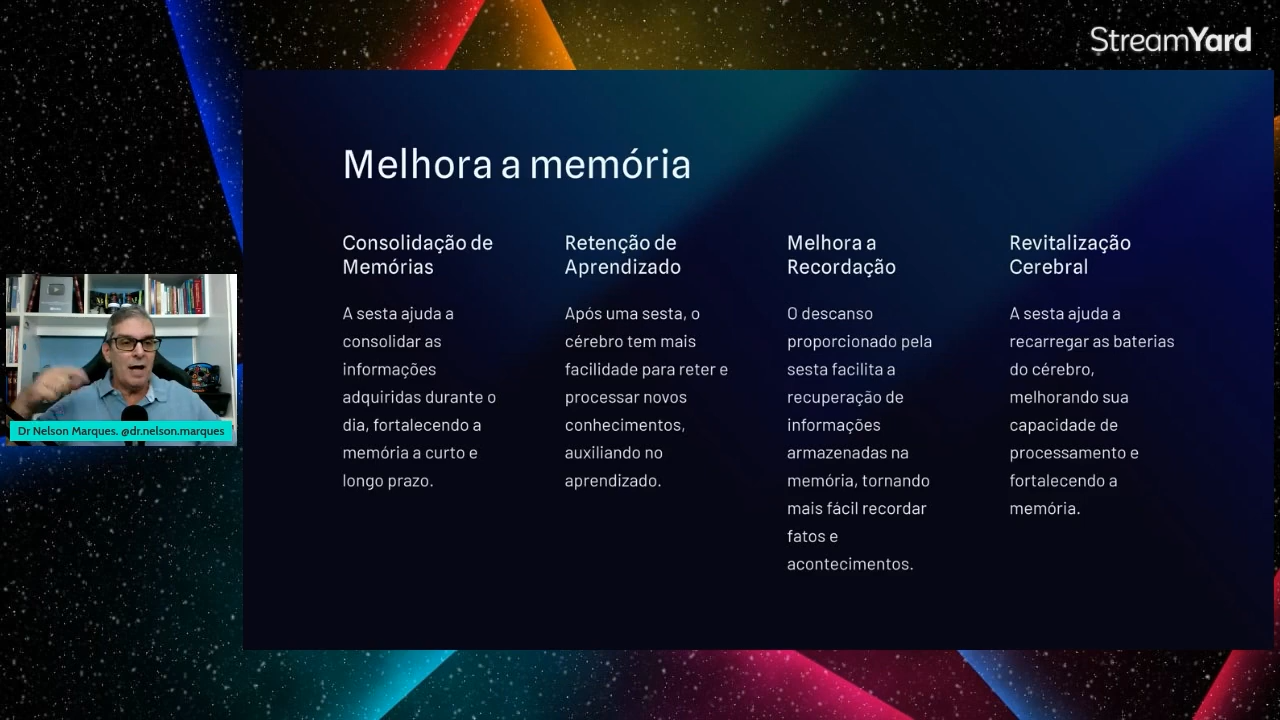 StreamYard
Melhora a memória
Consolidação de
Memórias
A sesta ajuda a
consolidar as
informações
adquiridas durante o
dia, fortalecendo a
memória a curto e
longo prazo.
Retenção de
Aprendizado
Após uma sesta, o
cérebro tem mais
facilidade para reter e
processar novos
conhecimentos,
auxiliando no
aprendizado.
Melhora a
Recordação
O descanso
proporcionado pela
sesta facilita a
recuperação de
informações
armazenadas na
memória, tornando
mais fácil recordar
fatos e
acontecimentos.
Revitalização
Cerebral
A sesta ajuda a
recarregar as baterias
do cérebro,
melhorando sua
capacidade de
processamento e
fortalecendo a
memória.
Dr Nelson Marques. @dr.nelson.marques